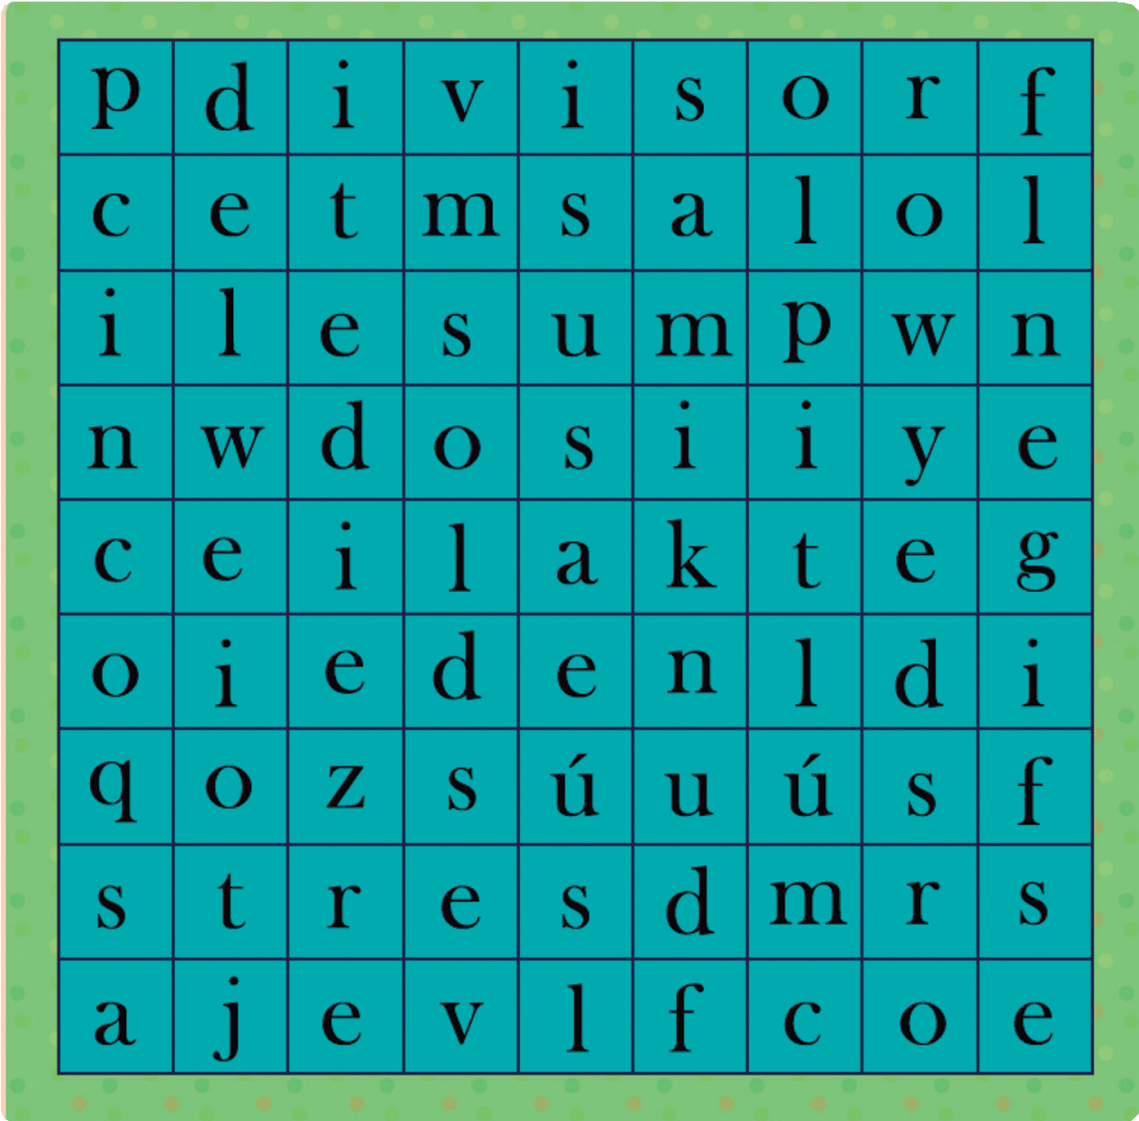 p d i v i s o r f
c e t m s a l o l
i l e s u m p w n
n w d o s i i y e
c e i l a k t e g
o i e d e n l d i
q o z s ú u ú s f
s t r e s d m r s
a j e v l f c o e